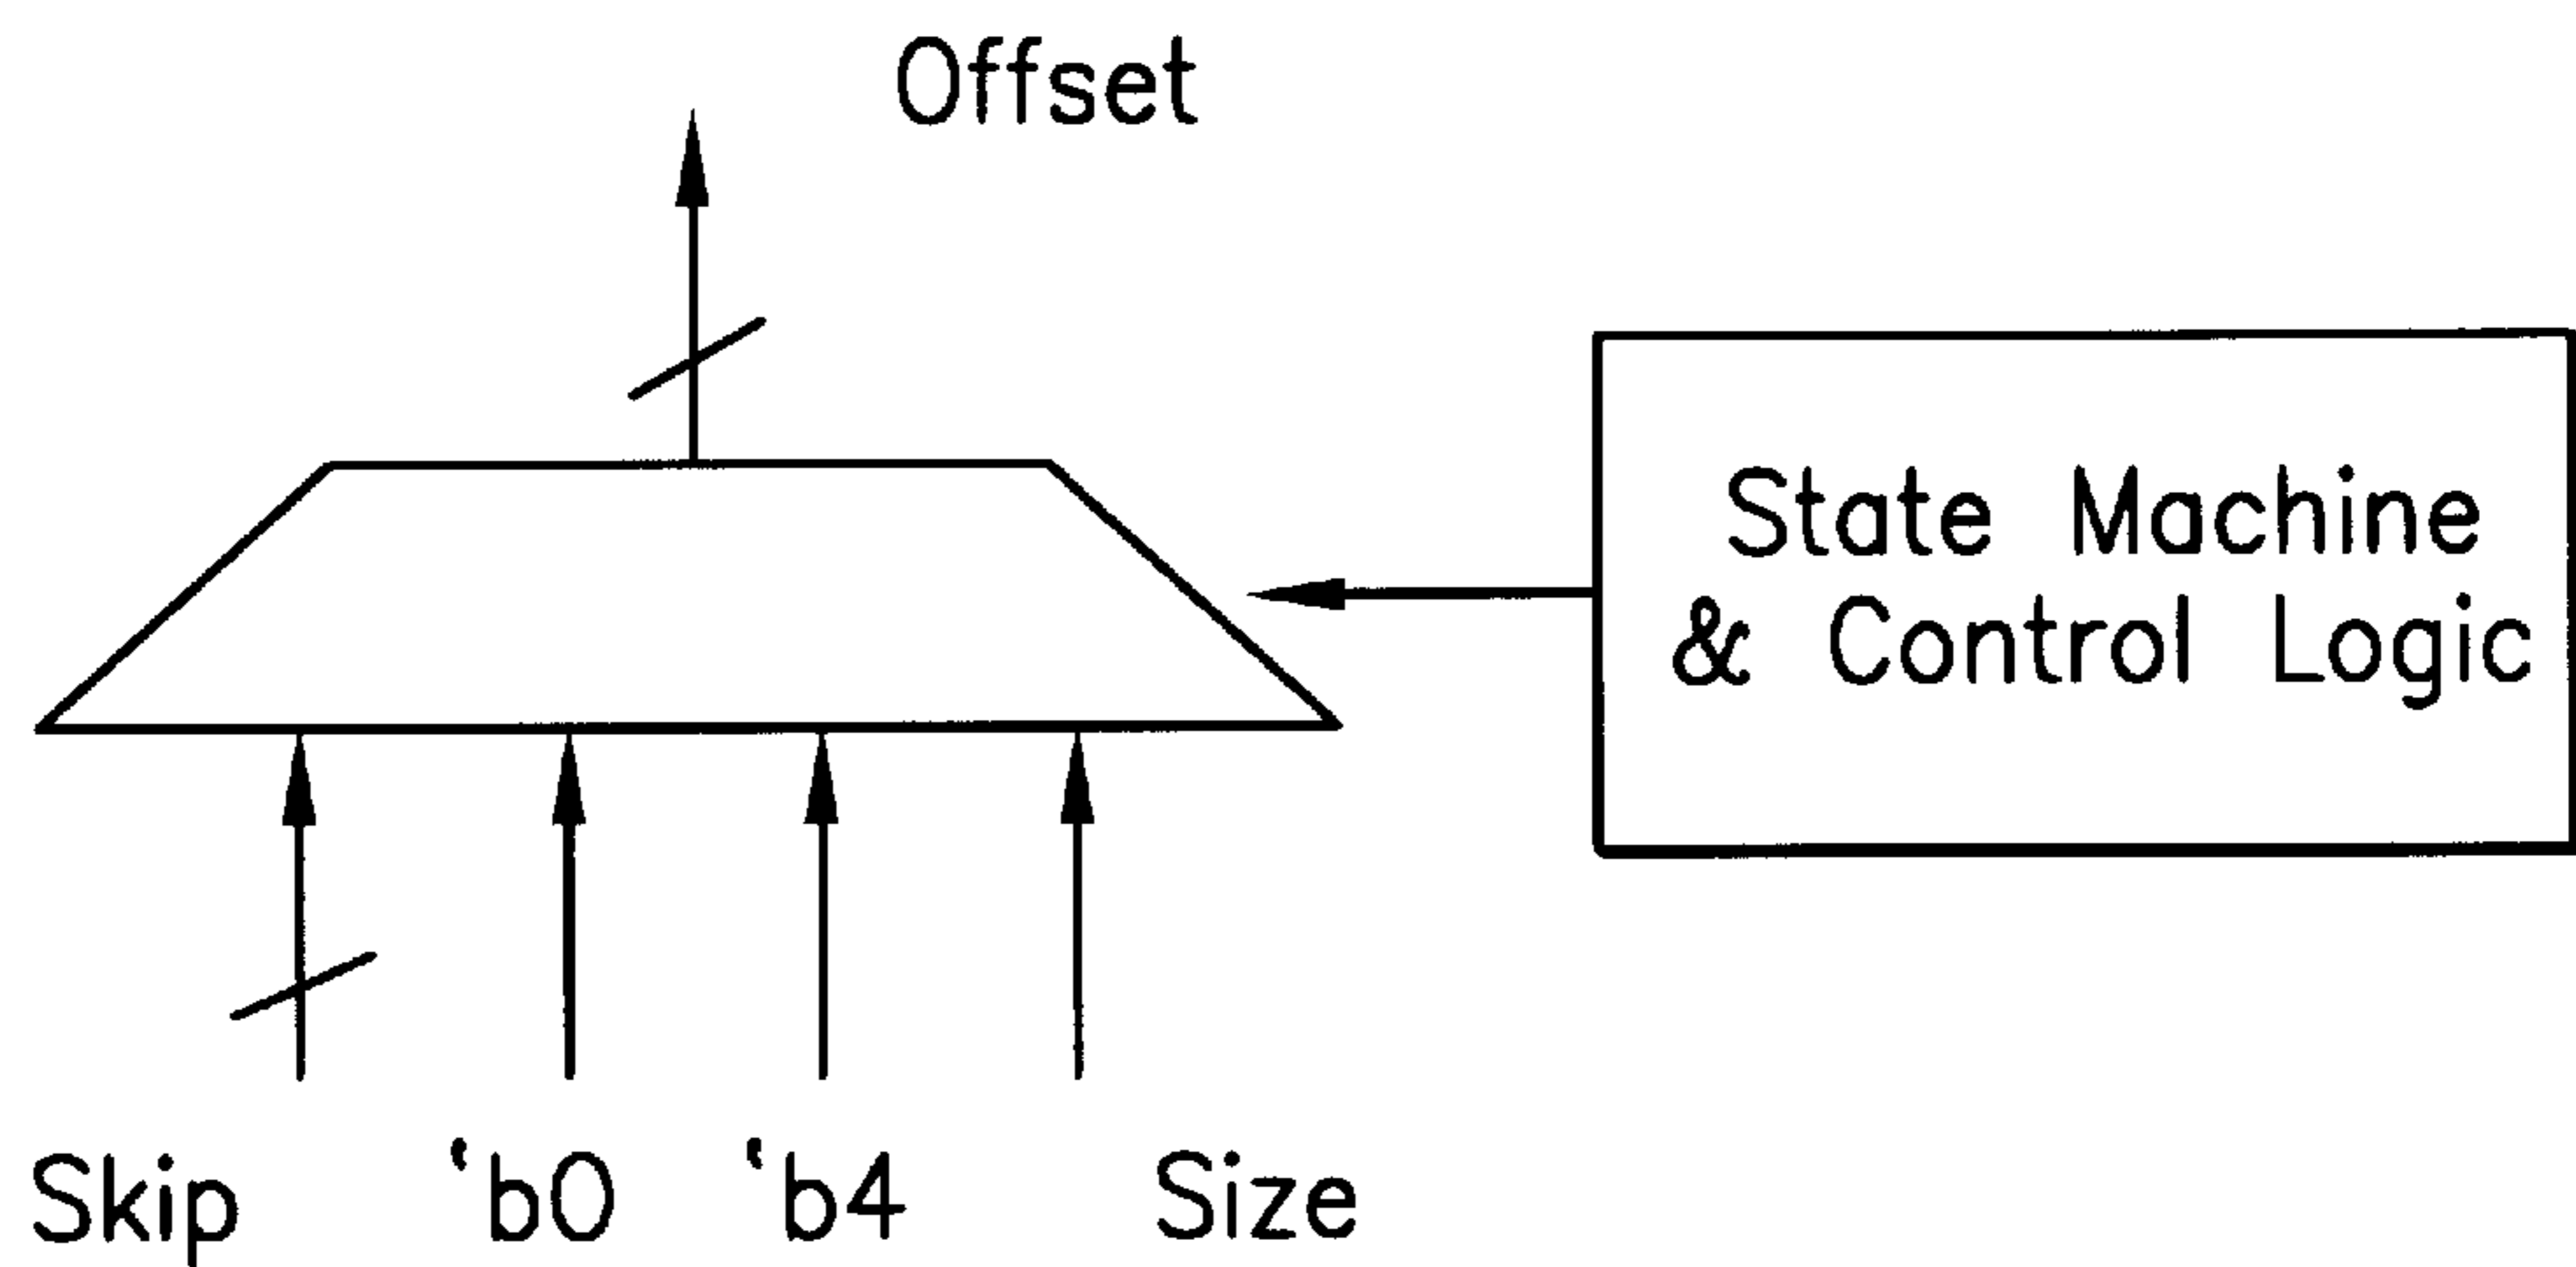 Offset
State Machine
& Control Logic
Skip ‘b0 ‘b4 Size